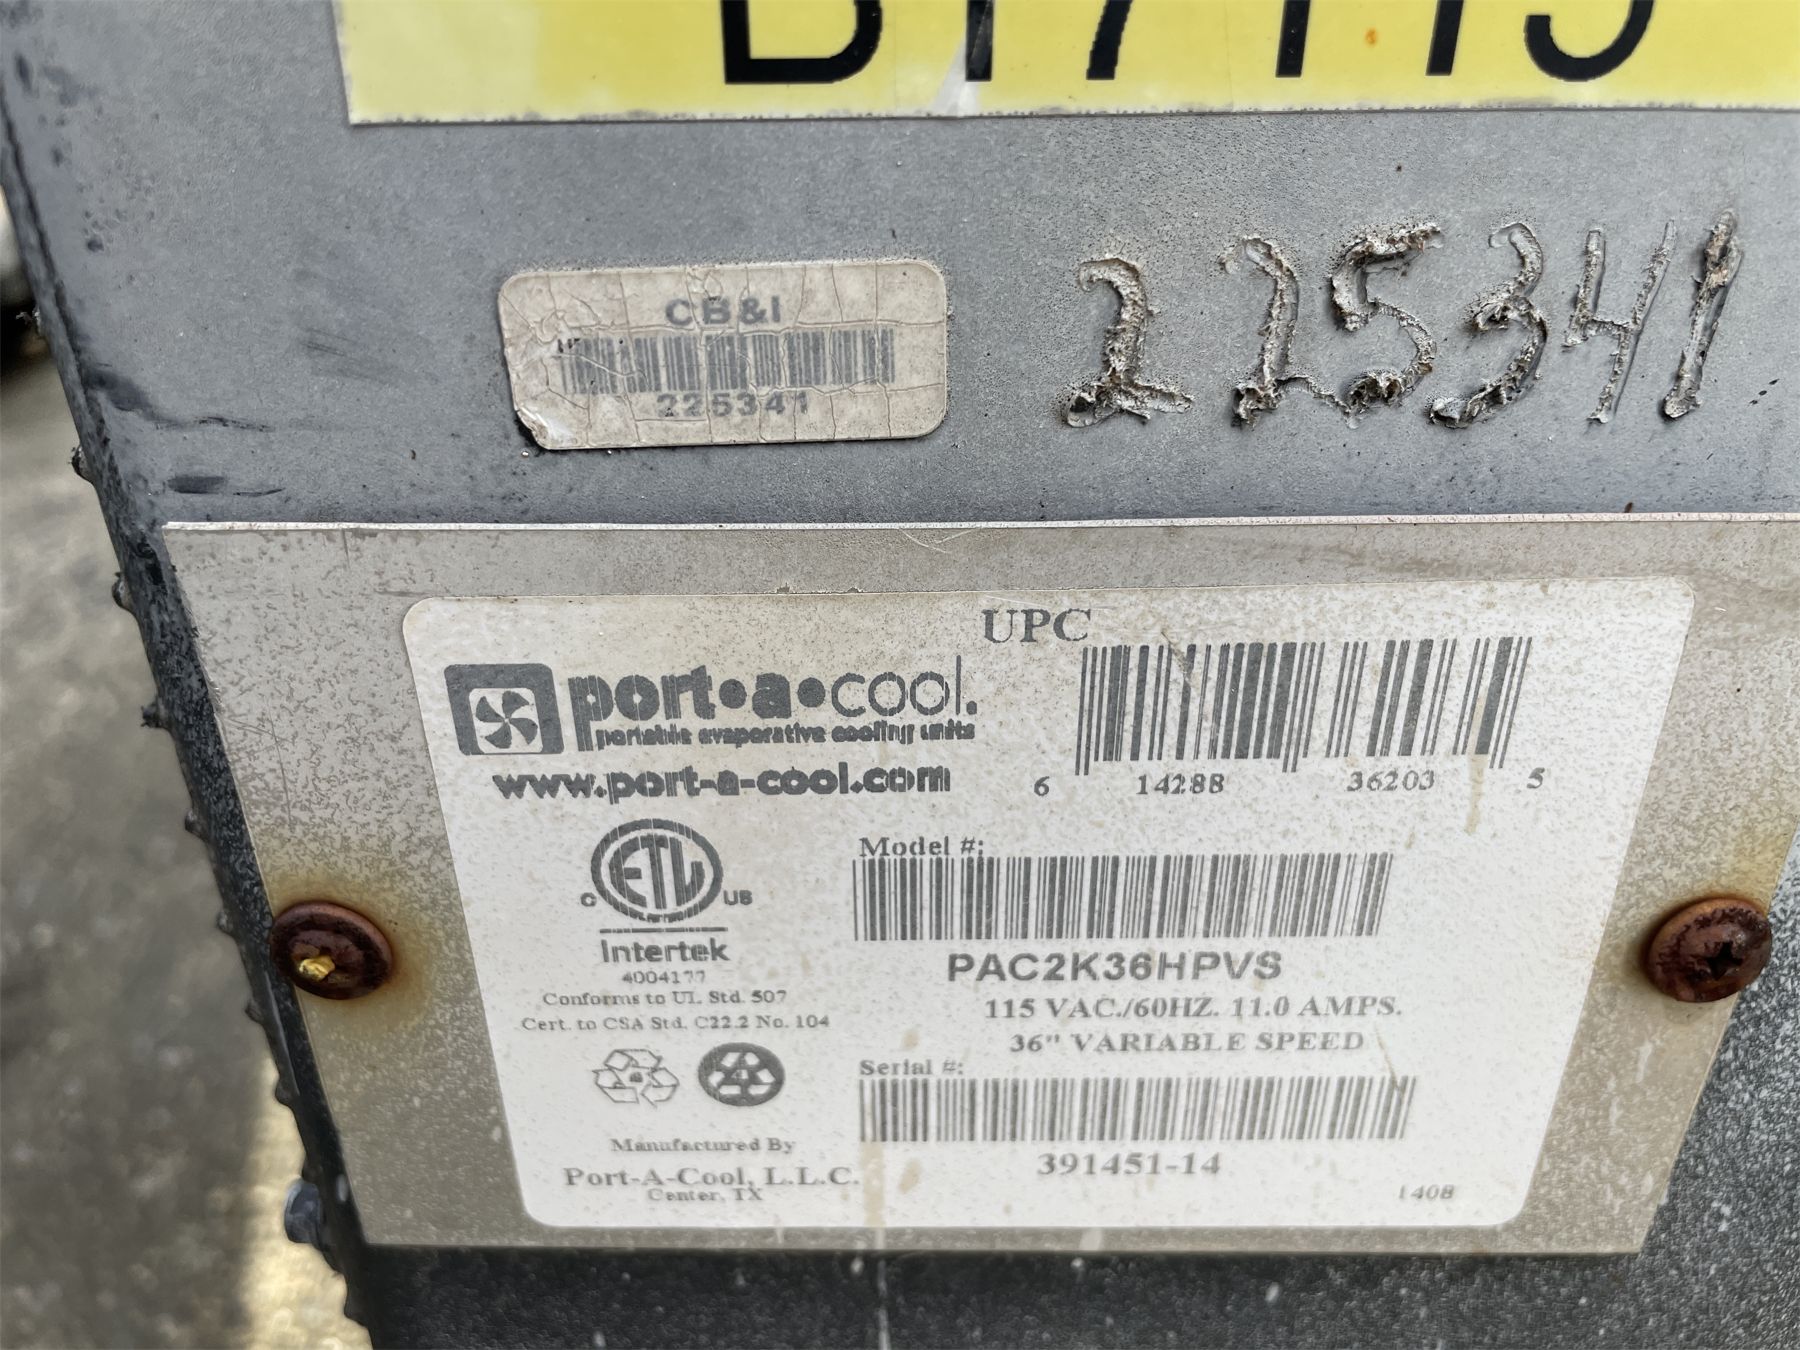 CB&I
225341
225341
UPC
port•a•cool.
portable evaporative cooling units
www.port-a-cool.com
6 14288 36203 5
Model #:
ETL
C US
Intertek
4004177
Conforms to UL Std. 507
Cert. to CSA Std. C22.2 No. 104
PAC2K36HPVS
115 VAC./60HZ. 11.0 AMPS.
36" VARIABLE SPEED
Serial #:
391451-14
Manufactured By
Port-A-Cool, L.L.C.
Center, TX
1408